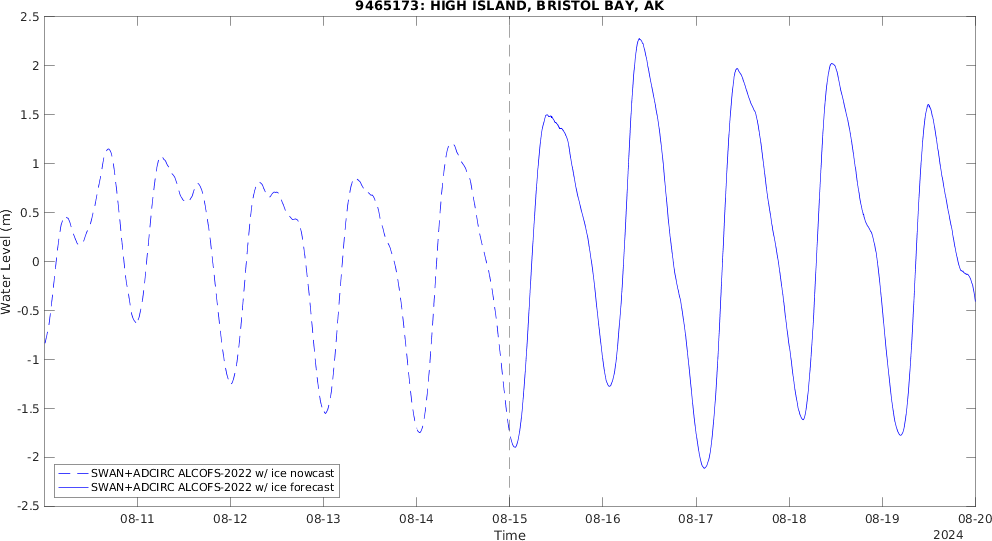 9465173: HIGH ISLAND, BRISTOL BAY, AK
2.5
2
1.5
1
0.5
0
-0.5
-1
-1.5
-2
-2.5
Water Level (m)
SWAN+ADCIRC ALCOFS-2022 w/ ice nowcast
SWAN+ADCIRC ALCOFS-2022 w/ ice forecast
08-11 08-12 08-13 08-14 08-15 08-16 08-17 08-18 08-19 08-20
Time
2024